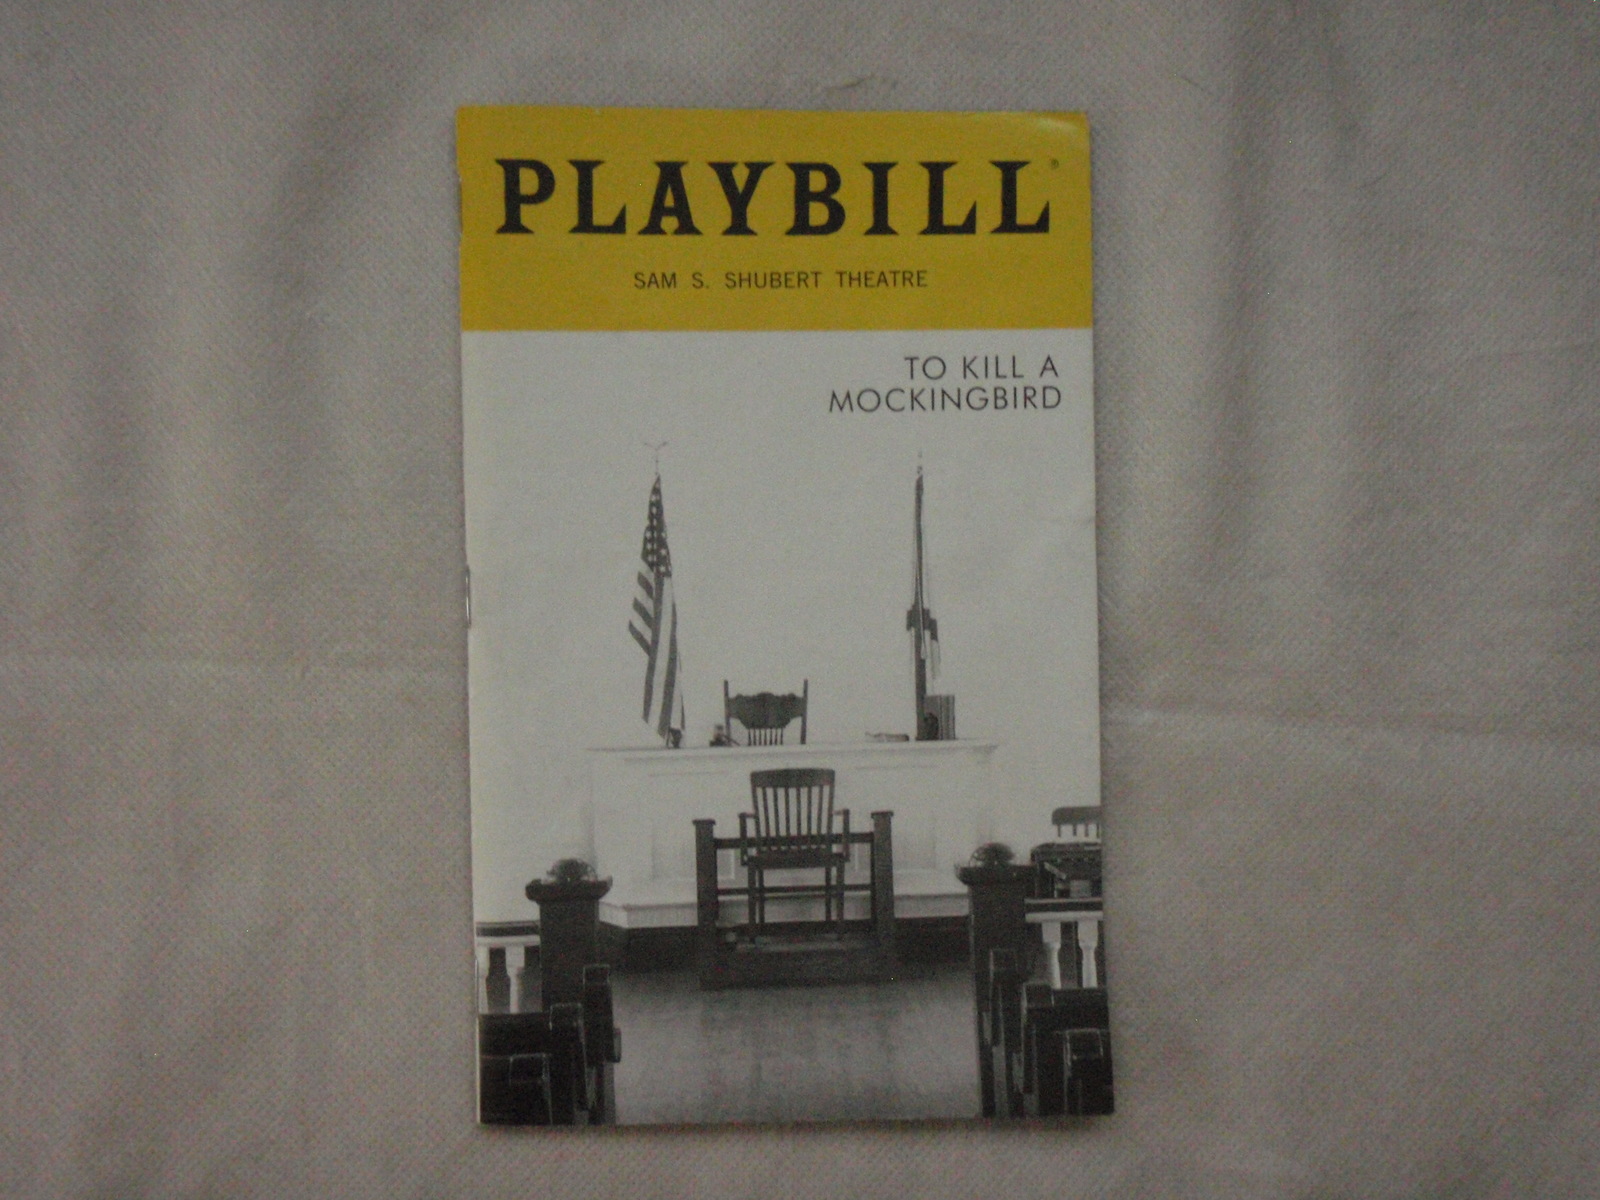 PLAYBILL®
SAM S. SHUBERT THEATRE
TO KILL A
MOCKINGBIRD